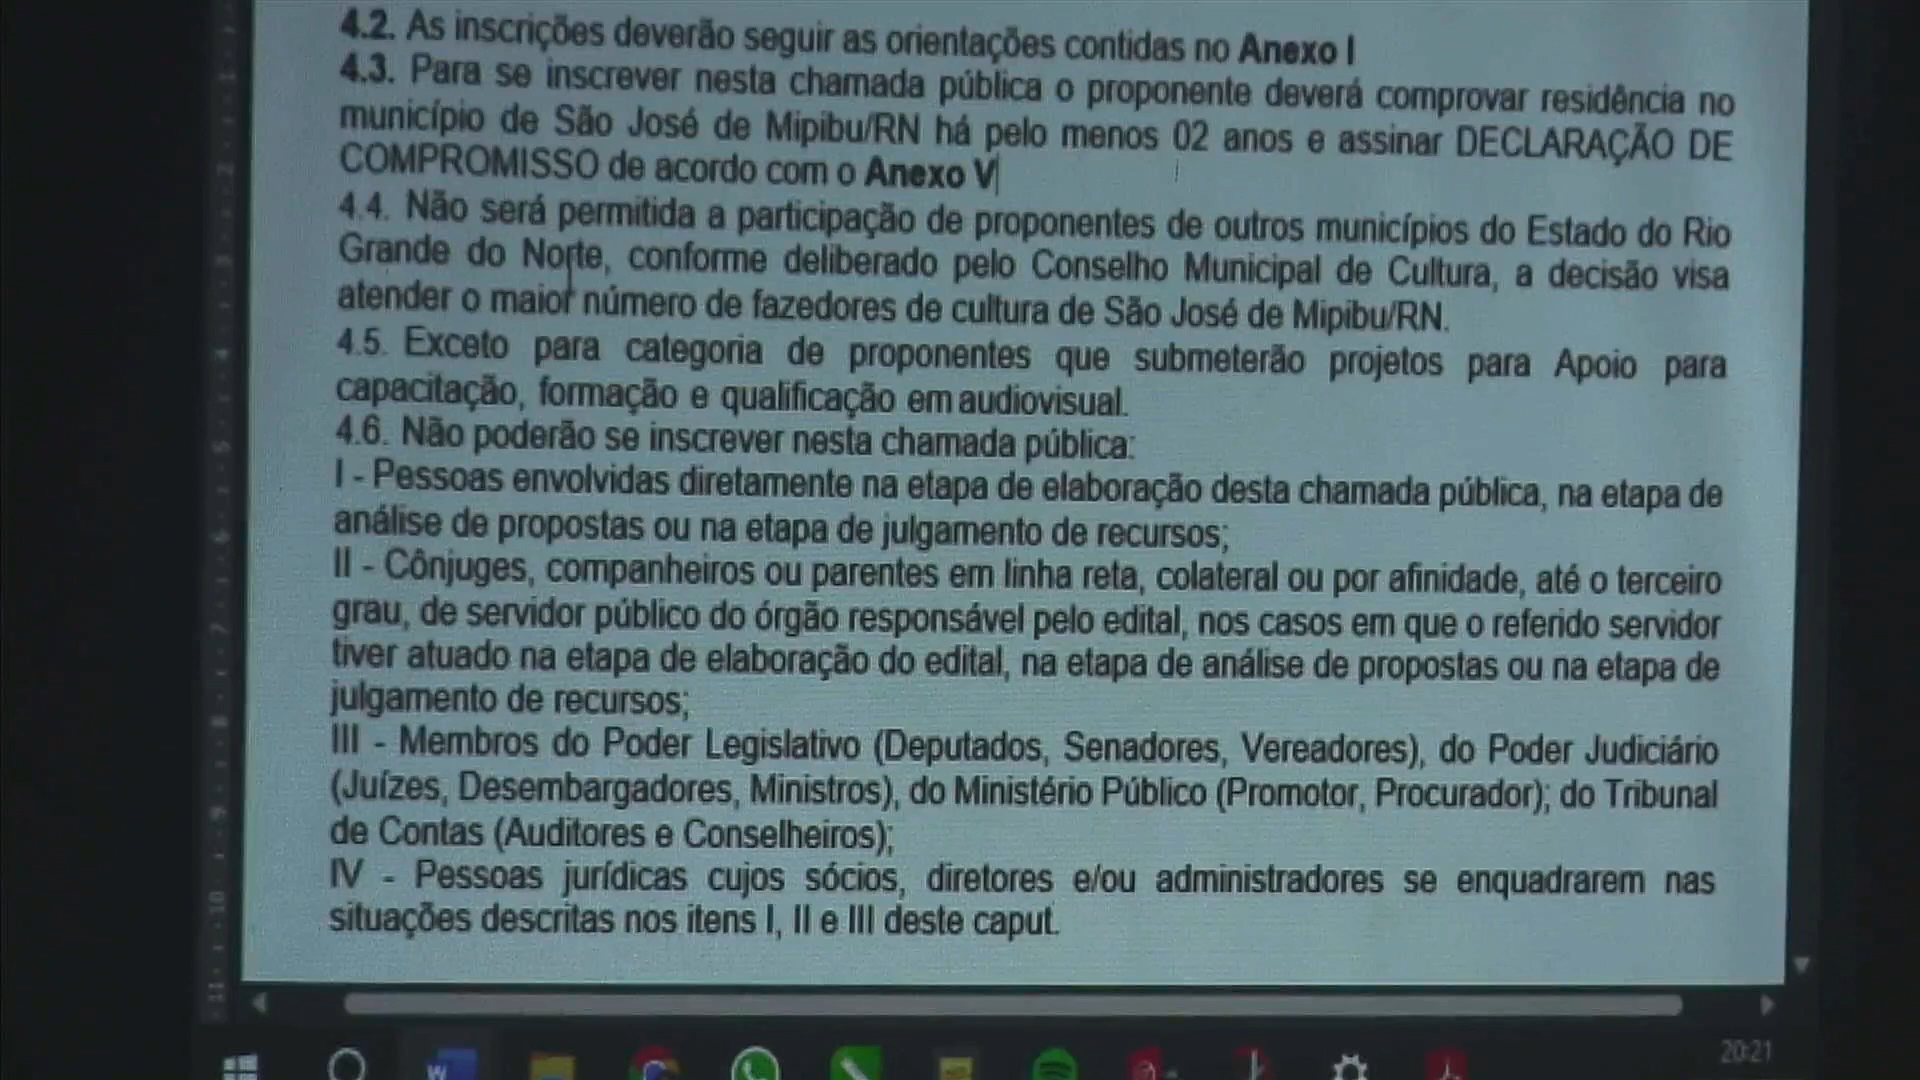 4.2. As inscrições deverão seguir as orientações contidas no Anexo I
4.3. Para se inscrever nesta chamada pública o proponente deverá comprovar residência no
município de São José de Mipibu/RN há pelo menos 02 anos e assinar DECLARAÇÃO DE
COMPROMISSO de acordo com o Anexo V
4.4. Não será permitida a participação de proponentes de outros municípios do Estado do Rio
Grande do Norte, conforme deliberado pelo Conselho Municipal de Cultura, a decisão visa
atender o maior número de fazedores de cultura de São José de Mipibu/RN.
4.5. Exceto para categoria de proponentes que submeterão projetos para Apoio para
capacitação, formação e qualificação em audiovisual.
4.6. Não poderão se inscrever nesta chamada pública:
I - Pessoas envolvidas diretamente na etapa de elaboração desta chamada pública, na etapa de
análise de propostas ou na etapa de julgamento de recursos;
II - Cônjuges, companheiros ou parentes em linha reta, colateral ou por afinidade, até o terceiro
grau, de servidor público do órgão responsável pelo edital, nos casos em que o referido servidor
tiver atuado na etapa de elaboração do edital, na etapa de análise de propostas ou na etapa de
julgamento de recursos;
III - Membros do Poder Legislativo (Deputados, Senadores, Vereadores), do Poder Judiciário
(Juízes, Desembargadores, Ministros), do Ministério Público (Promotor, Procurador); do Tribunal
de Contas (Auditores e Conselheiros);
IV - Pessoas jurídicas cujos sócios, diretores e/ou administradores se enquadrarem nas
situações descritas nos itens I, II e III deste caput.
20:21